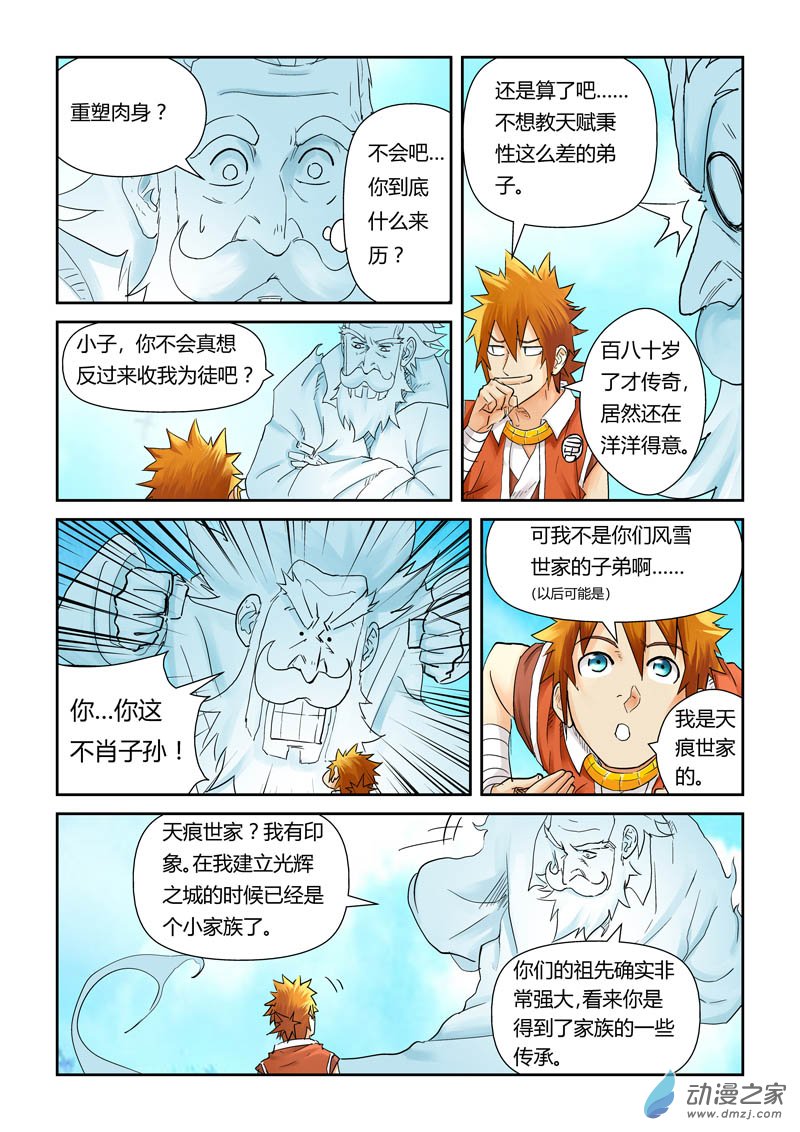 重塑肉身？
不会吧…
你到底
什么来
历？
还是算了吧……
不想教天赋秉
性这么差的弟
子。
百八十岁
了才传奇，
居然还在
洋洋得意。
小子，你不会真想
反过来收我为徒吧？
你…你这
不肖子孙！
可我不是你们风雪
世家的子弟啊……
（以后可能是）
我是天
痕世家
的。
天痕世家？我有印
象。在我建立光辉
之城的时候已经是
个小家族了。
你们的祖先确实非
常强大，看来你是
得到了家族的一些
传承。
动漫之家
www.dmzj.com